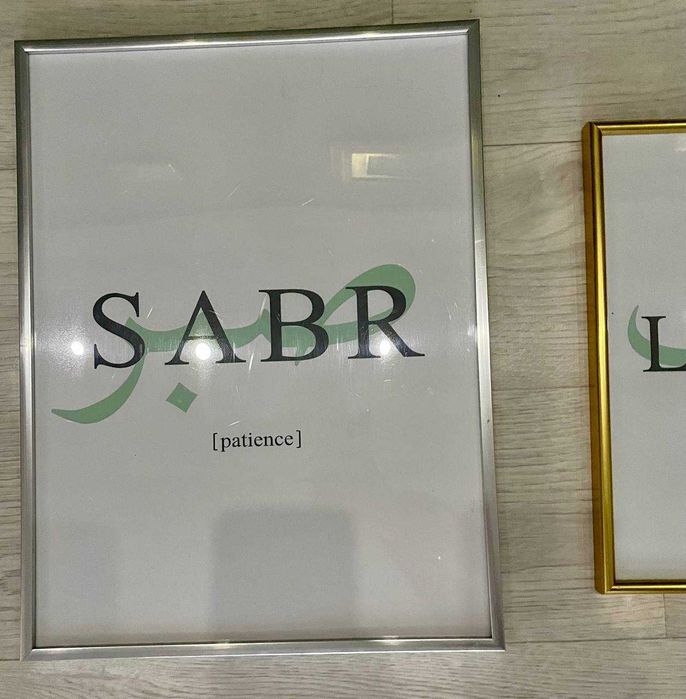 صبر
SABR
[patience]
L